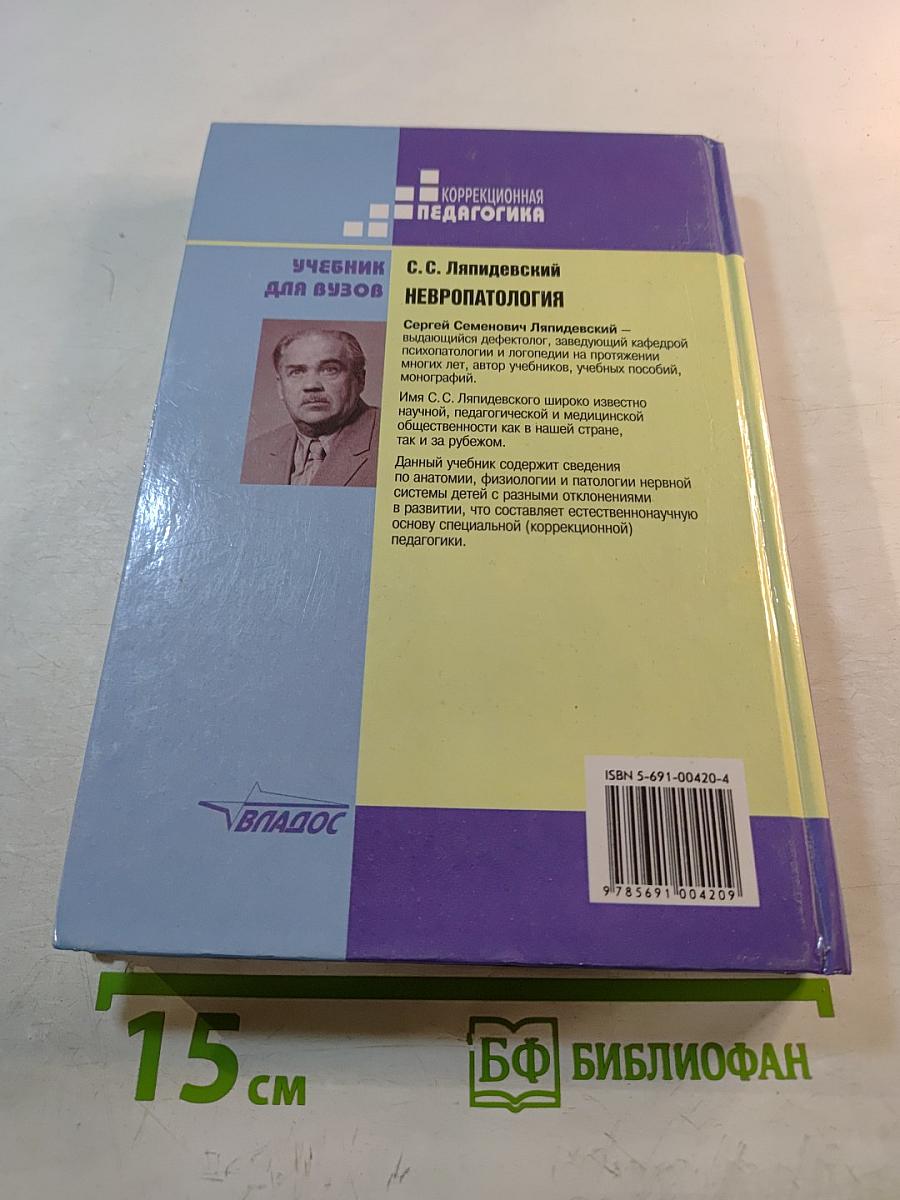 КОРРЕКЦИОННАЯ
ПЕДАГОГИКА
УЧЕБНИК
ДЛЯ ВУЗОВ
С. С. Ляпидевский
НЕВРОПАТОЛОГИЯ
Сергей Семенович Ляпидевский —
выдающийся дефектолог, заведующий кафедрой
психопатологии и логопедии на протяжении
многих лет, автор учебников, учебных пособий,
монографий.
Имя С. С. Ляпидевского широко известно
научной, педагогической и медицинской
общественности как в нашей стране,
так и за рубежом.
Данный учебник содержит сведения
по анатомии, физиологии и патологии нервной
системы детей с разными отклонениями
в развитии, что составляет естественнонаучную
основу специальной (коррекционной)
педагогики.
ВЛАДОС
ISBN 5-691-00420-4
9 785691 004209
15 см
БФ БИБЛИОФАН